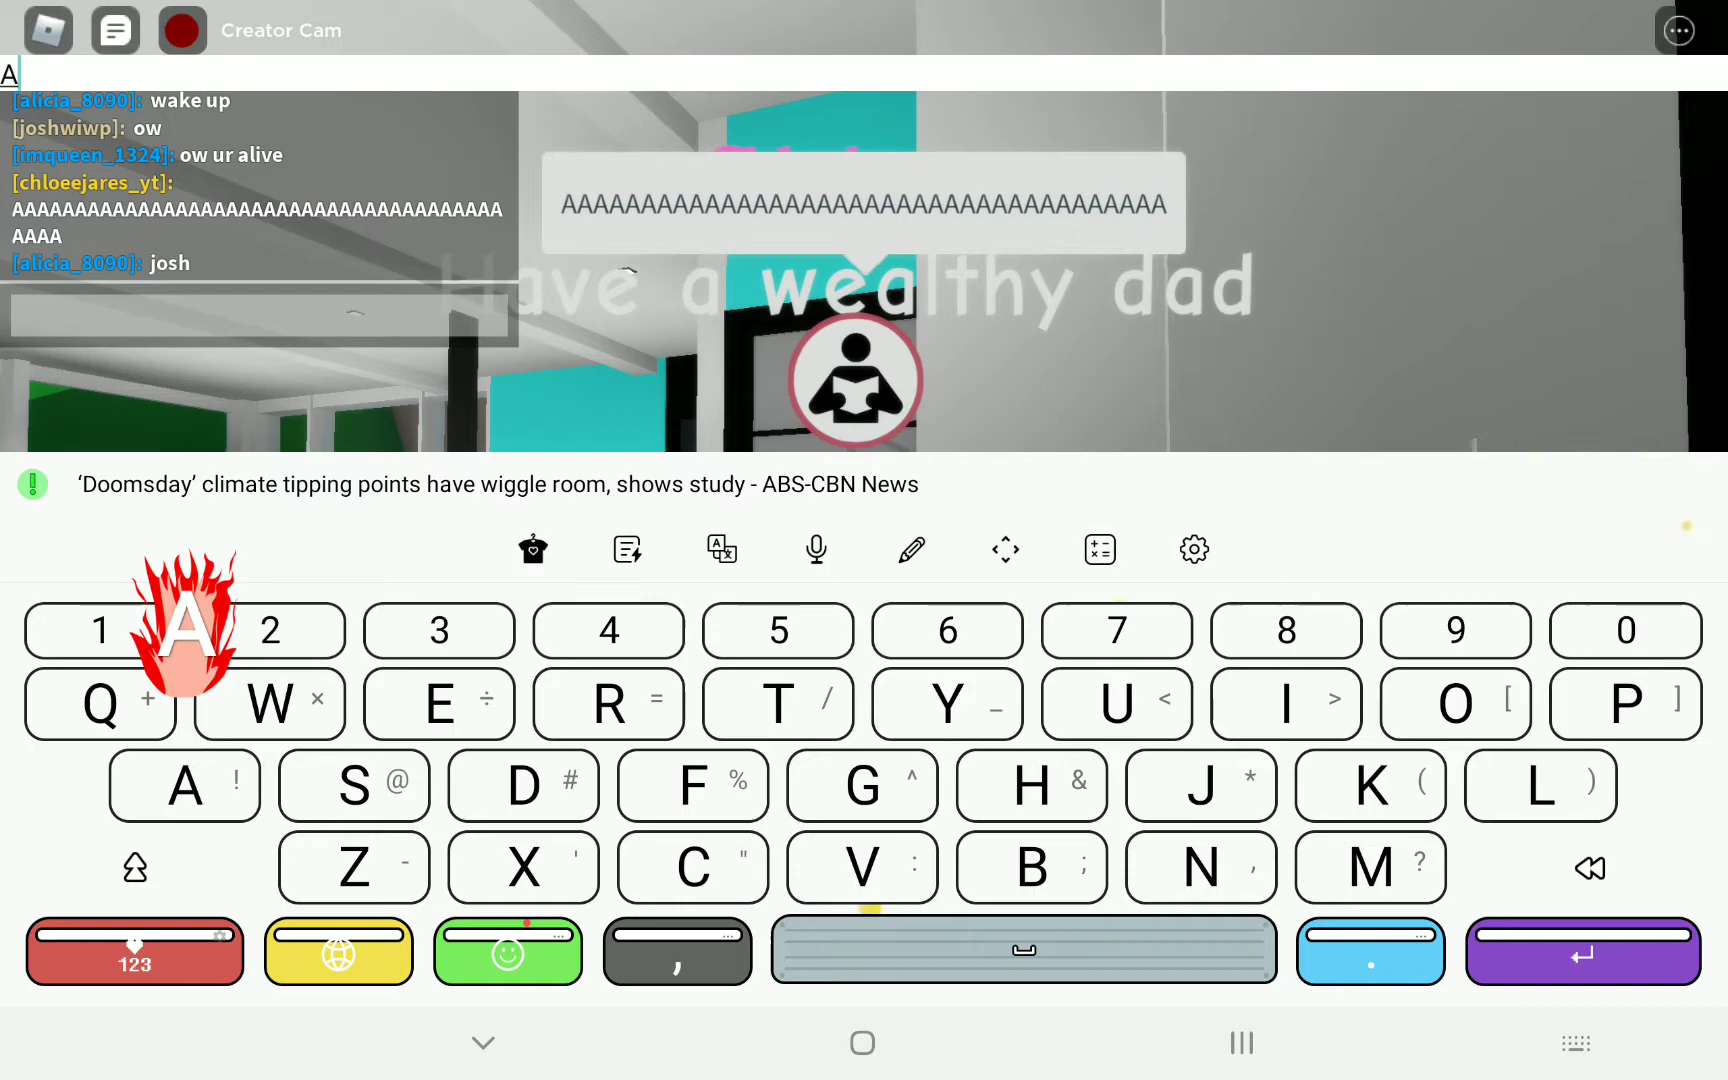 Creator Cam
A
[alicia_8090]: wake up
[joshwiwp]: ow
[imqueen_1324]: ow ur alive
[chloeejares_yt]:
AAAAAAAAAAAAAAAAAAAAAAAAAAAAAAAAAAAAAAA
AAAA
[alicia_8090]: josh
AAAAAAAAAAAAAAAAAAAAAAAAAAAAAAAAAAAAAA
Have a wealthy dad
‘Doomsday’ climate tipping points have wiggle room, shows study - ABS-CBN News
A
1 2 3 4 5 6 7 8 9 0
Q + W × E ÷ R = T / Y _ U < I > O [ P ]
A ! S @ D # F % G ^ H & J * K ( L )
Z - X ' C " V : B ; N , M ?
123 , .